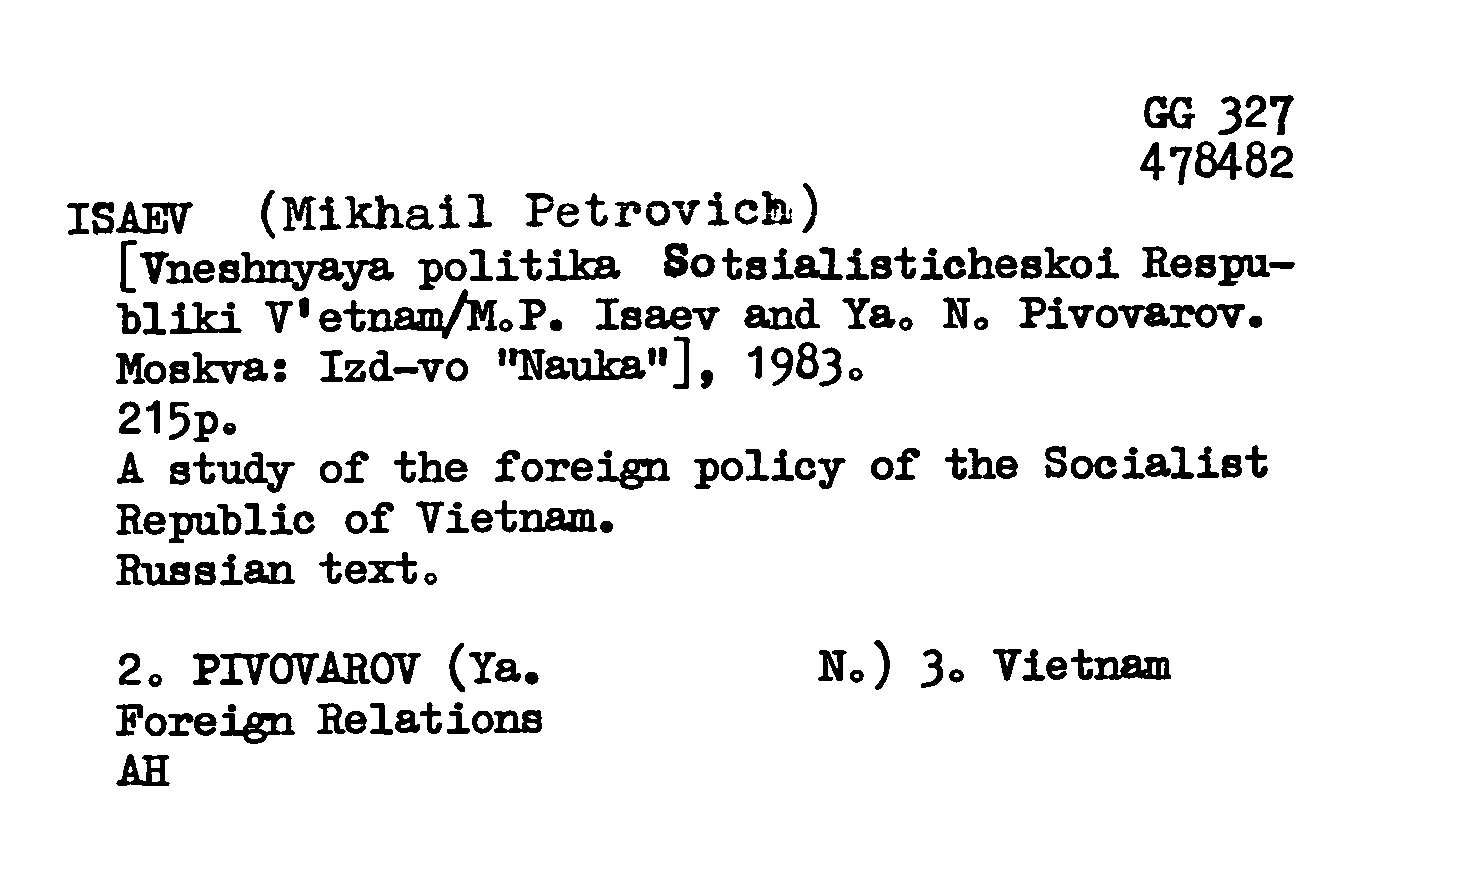 GG 327
478482
ISAEV (Mikhail Petrovich)
[Vneshnyaya politika Sotsialisticheskoi Respu-
bliki V'etnam/M.P. Isaev and Ya. N. Pivovarov.
Moskva: Izd-vo "Nauka"], 1983.
215p.
A study of the foreign policy of the Socialist
Republic of Vietnam.
Russian text.
2. PIVOVAROV (Ya. N.) 3. Vietnam
Foreign Relations
AH